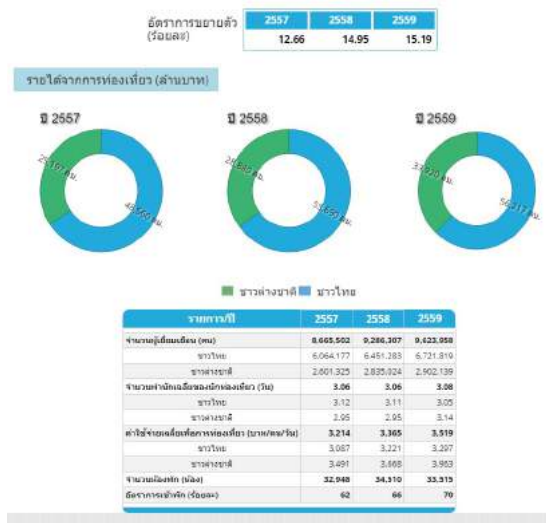 อัตราการขยายตัว 2557 2558 2559
(ร้อยละ) 12.66 14.95 15.19
รายได้จากการท่องเที่ยว (ล้านบาท)
ปี 2557 ปี 2558 ปี 2559
ลบ. ลบ. ลบ.
ชาวต่างชาติ ชาวไทย
รายการ/ปี 2557 2558 2559
จำนวนผู้เยี่ยมเยือน (คน) 8,665,502 9,286,307 9,623,958
ชาวไทย 6,064,177 6,451,283 6,721,819
ชาวต่างชาติ 2,601,325 2,835,024 2,902,139
จำนวนพำนักเฉลี่ยของนักท่องเที่ยว (วัน) 3.06 3.06 3.08
ชาวไทย 3.12 3.11 3.05
ชาวต่างชาติ 2.95 2.95 3.14
ค่าใช้จ่ายเฉลี่ยเพื่อการท่องเที่ยว (บาท/คน/วัน) 3,214 3,365 3,519
ชาวไทย 3,087 3,221 3,297
ชาวต่างชาติ 3,491 3,668 3,963
จำนวนห้องพัก (ห้อง) 32,948 34,510 33,515
อัตราการเข้าพัก (ร้อยละ) 62 66 70